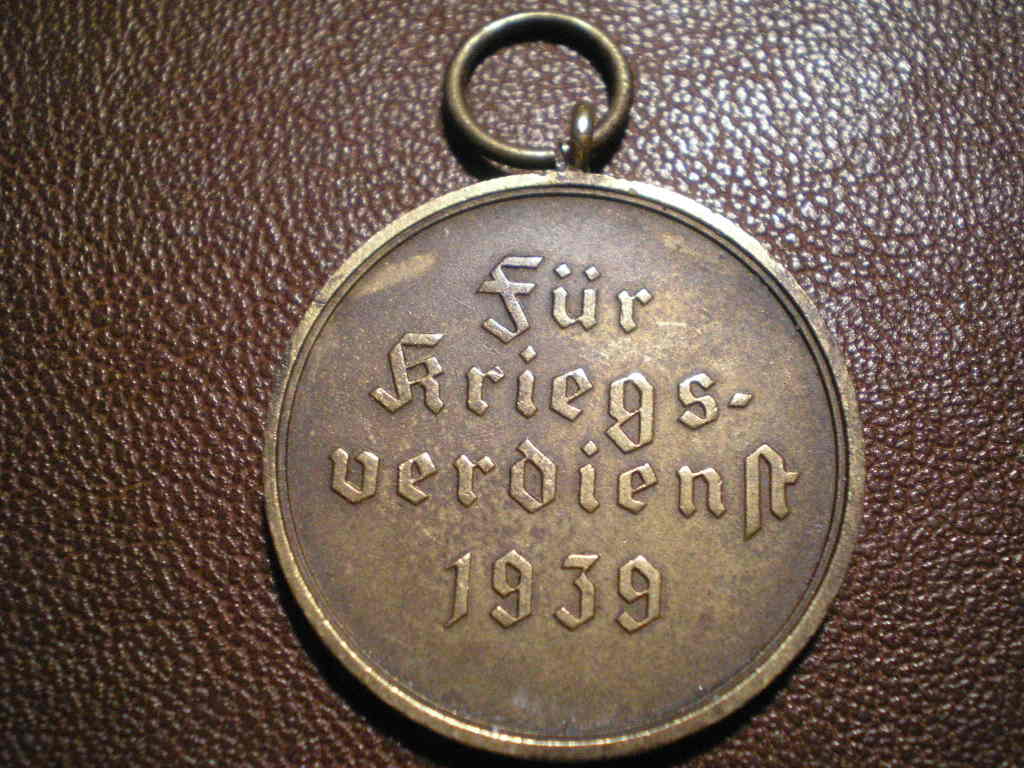 Für
Kriegs-
verdienst
1939